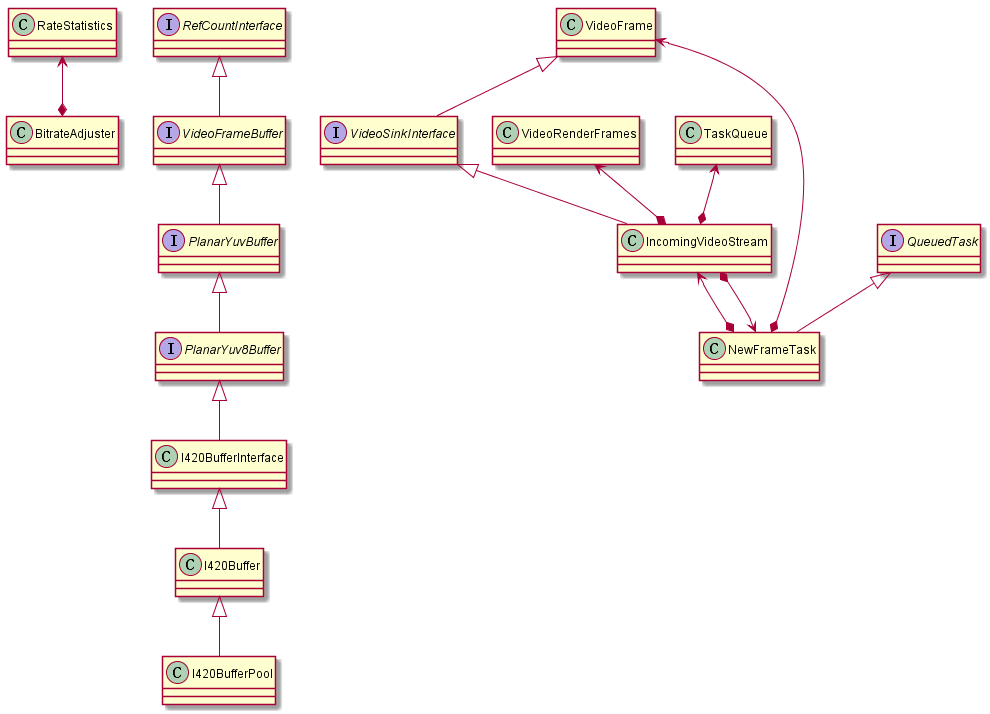 C RateStatistics
I RefCountInterface
C VideoFrame
C BitrateAdjuster
I VideoFrameBuffer
I VideoSinkInterface
C VideoRenderFrames
C TaskQueue
I PlanarYuvBuffer
C IncomingVideoStream
I QueuedTask
I PlanarYuv8Buffer
C NewFrameTask
C I420BufferInterface
C I420Buffer
C I420BufferPool